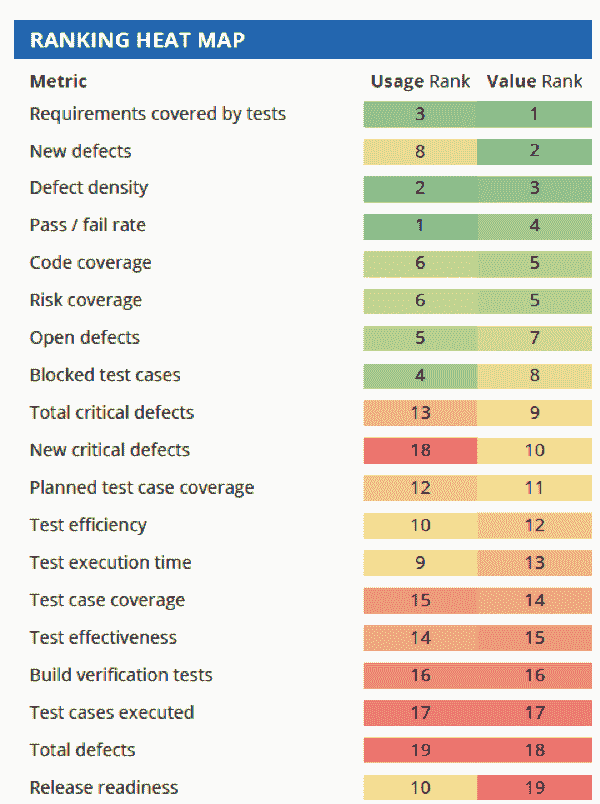 RANKING HEAT MAP
Metric Usage Rank Value Rank
Requirements covered by tests 3 1
New defects 8 2
Defect density 2 3
Pass / fail rate 1 4
Code coverage 6 5
Risk coverage 6 5
Open defects 5 7
Blocked test cases 4 8
Total critical defects 13 9
New critical defects 18 10
Planned test case coverage 12 11
Test efficiency 10 12
Test execution time 9 13
Test case coverage 15 14
Test effectiveness 14 15
Build verification tests 16 16
Test cases executed 17 17
Total defects 19 18
Release readiness 10 19